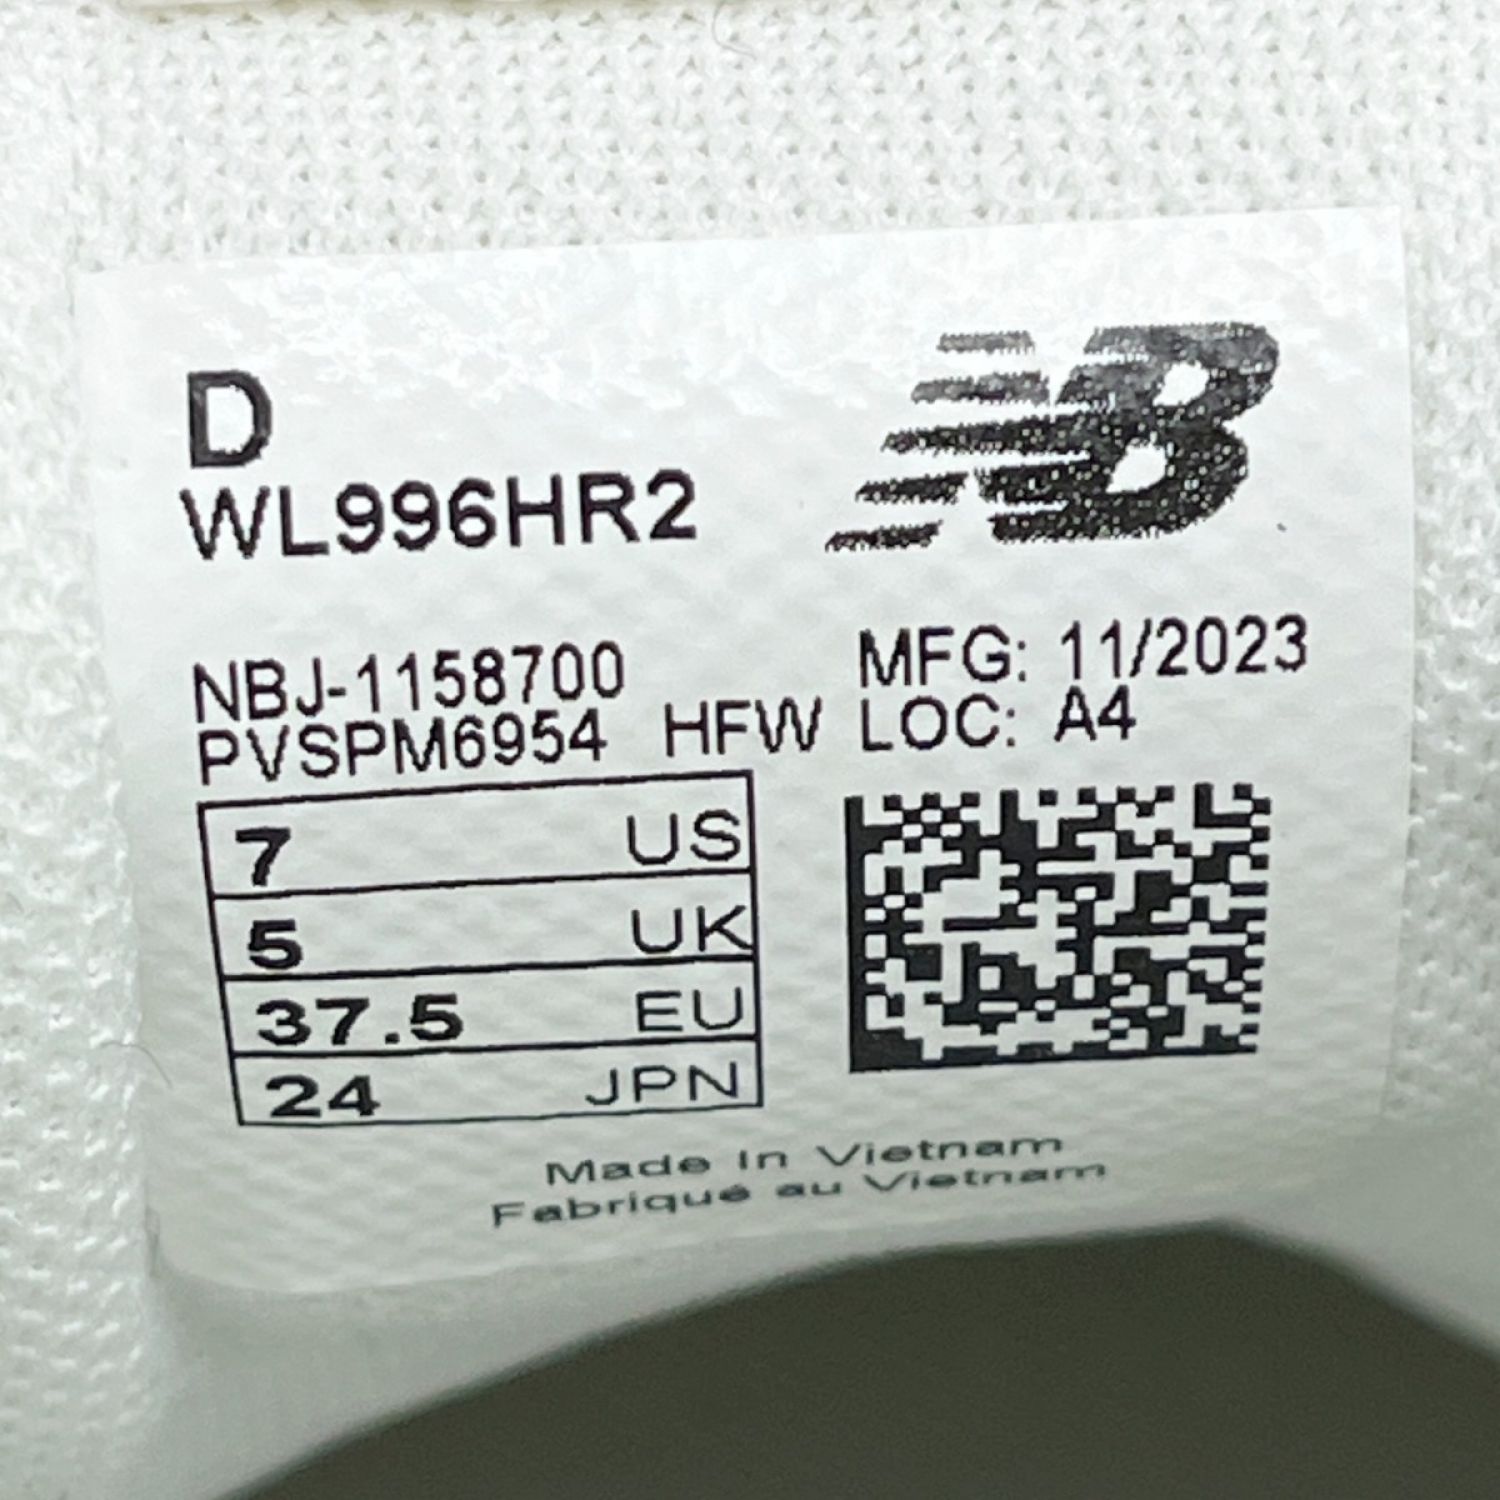 D
WL996HR2
NBJ-1158700 MFG: 11/2023
PVSPM6954 HFW LOC: A4
7 US
5 UK
37.5 EU
24 JPN
Made In Vietnam
Fabriqué au Vietnam